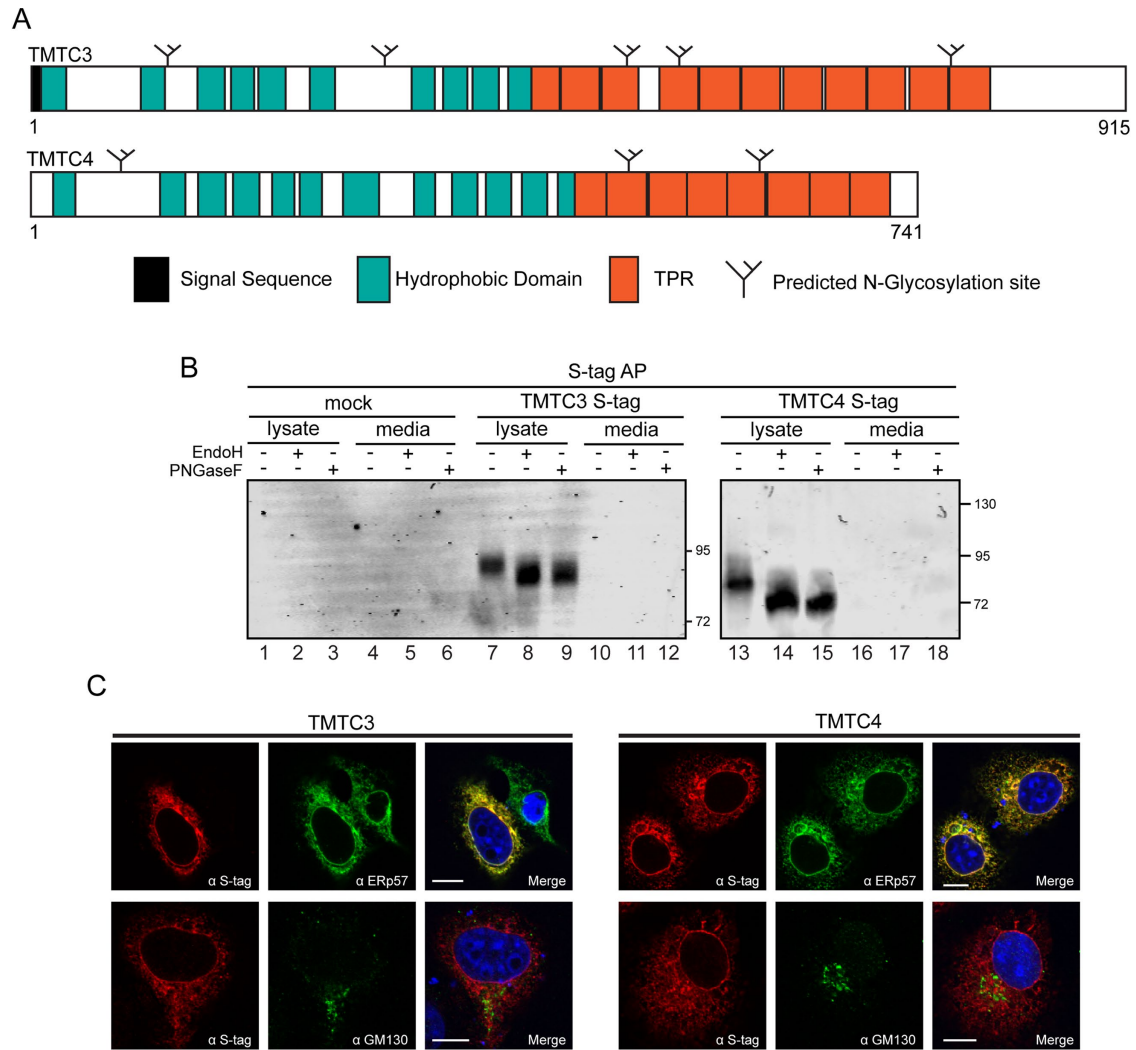 A
TMTC3
1
915
TMTC4
1
741
Signal Sequence
Hydrophobic Domain
TPR
Predicted N-Glycosylation site
B
S-tag AP
mock
TMTC3 S-tag
TMTC4 S-tag
lysate
media
lysate
media
lysate
media
EndoH - + - - + - - + - - + - - + - - + -
PNGaseF - - + - - + - - + - - + - - + - - +
95
72
130
95
72
1 2 3 4 5 6 7 8 9 10 11 12 13 14 15 16 17 18
C
TMTC3
TMTC4
α S-tag
α ERp57
Merge
α S-tag
α ERp57
Merge
α S-tag
α GM130
Merge
α S-tag
α GM130
Merge